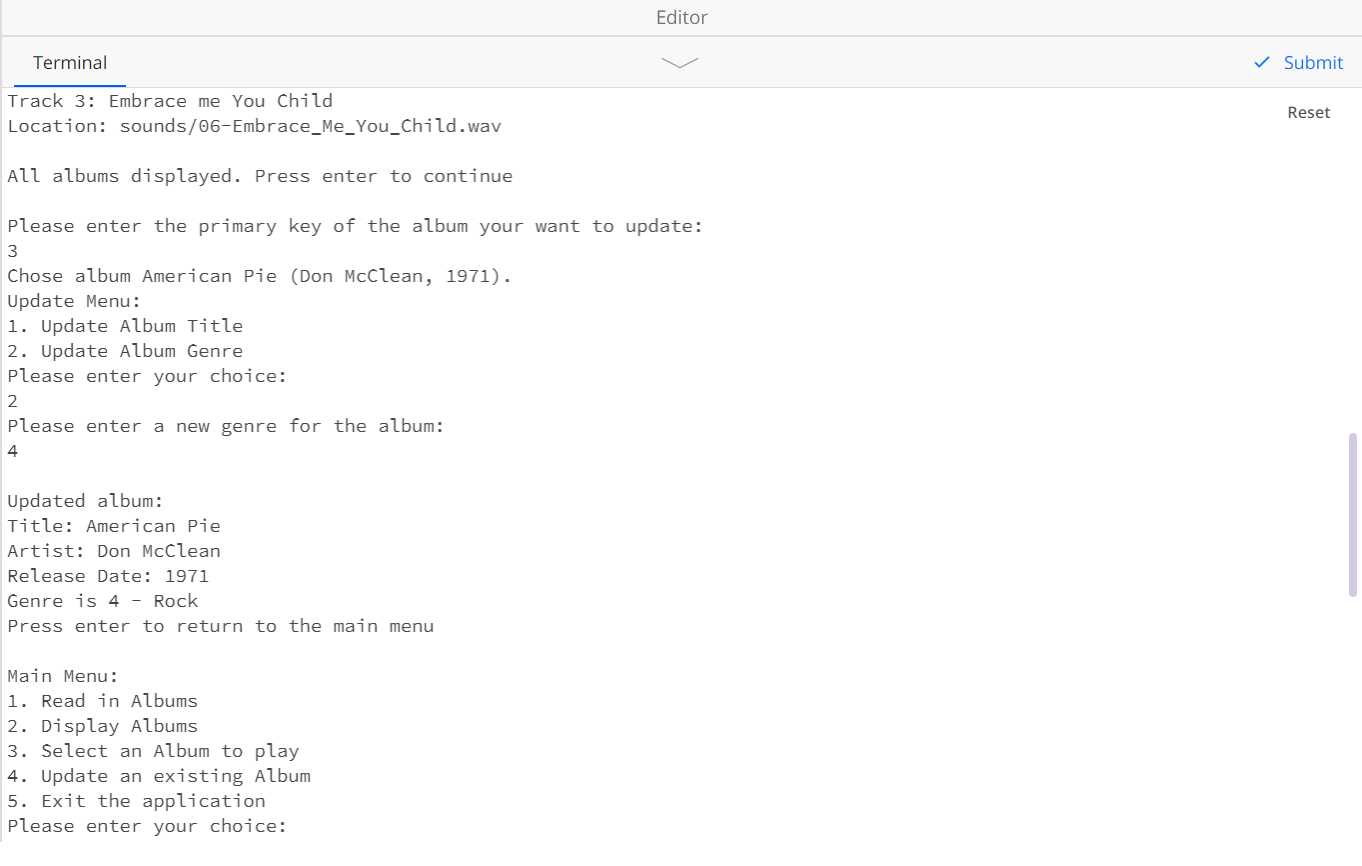 Editor
Terminal
Submit
Reset
Track 3: Embrace me You Child
Location: sounds/06-Embrace_Me_You_Child.wav
All albums displayed. Press enter to continue
Please enter the primary key of the album your want to update:
3
Chose album American Pie (Don McClean, 1971).
Update Menu:
1. Update Album Title
2. Update Album Genre
Please enter your choice:
2
Please enter a new genre for the album:
4
Updated album:
Title: American Pie
Artist: Don McClean
Release Date: 1971
Genre is 4 - Rock
Press enter to return to the main menu
Main Menu:
1. Read in Albums
2. Display Albums
3. Select an Album to play
4. Update an existing Album
5. Exit the application
Please enter your choice: